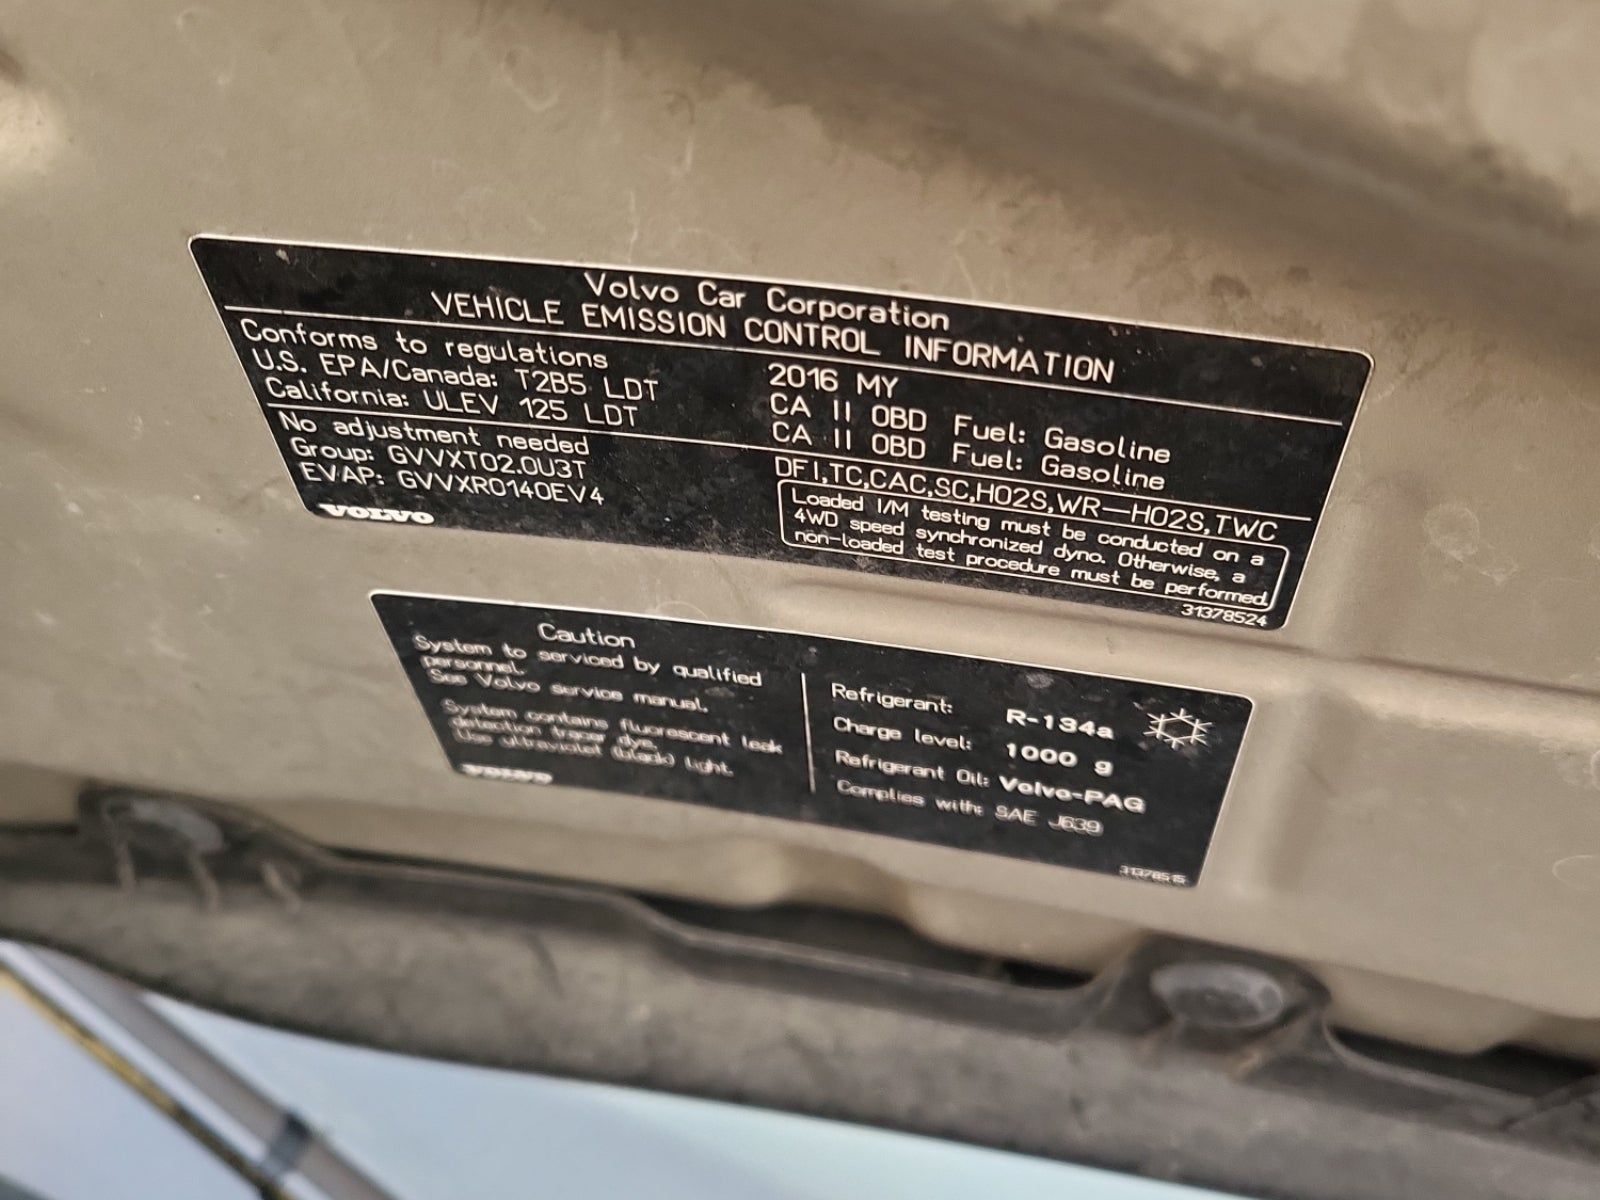 Volvo Car Corporation
VEHICLE EMISSION CONTROL INFORMATION
Conforms to regulations 2016 MY
U.S. EPA/Canada: T2B5 LDT CA II OBD Fuel: Gasoline
California: ULEV 125 LDT CA II OBD Fuel: Gasoline
No adjustment needed
Group: GVVXT02.0U3T
EVAP: GVVXR0140EV4
VOLVO
DFI,TC,CAC,SC,HO2S,WR-HO2S,TWC
Loaded I/M testing must be conducted on a
4WD speed synchronized dyno. Otherwise, a
non-loaded test procedure must be performed.
31378524
Caution
System to serviced by qualified
personnel.
See Volvo service manual.
System contains fluorescent leak
detection tracer dye.
Use ultraviolet (black) light.
VOLVO
Refrigerant: R-134a
Charge level: 1000 g
Refrigerant Oil: Volvo-PAG
Complies with: SAE J639
31378515